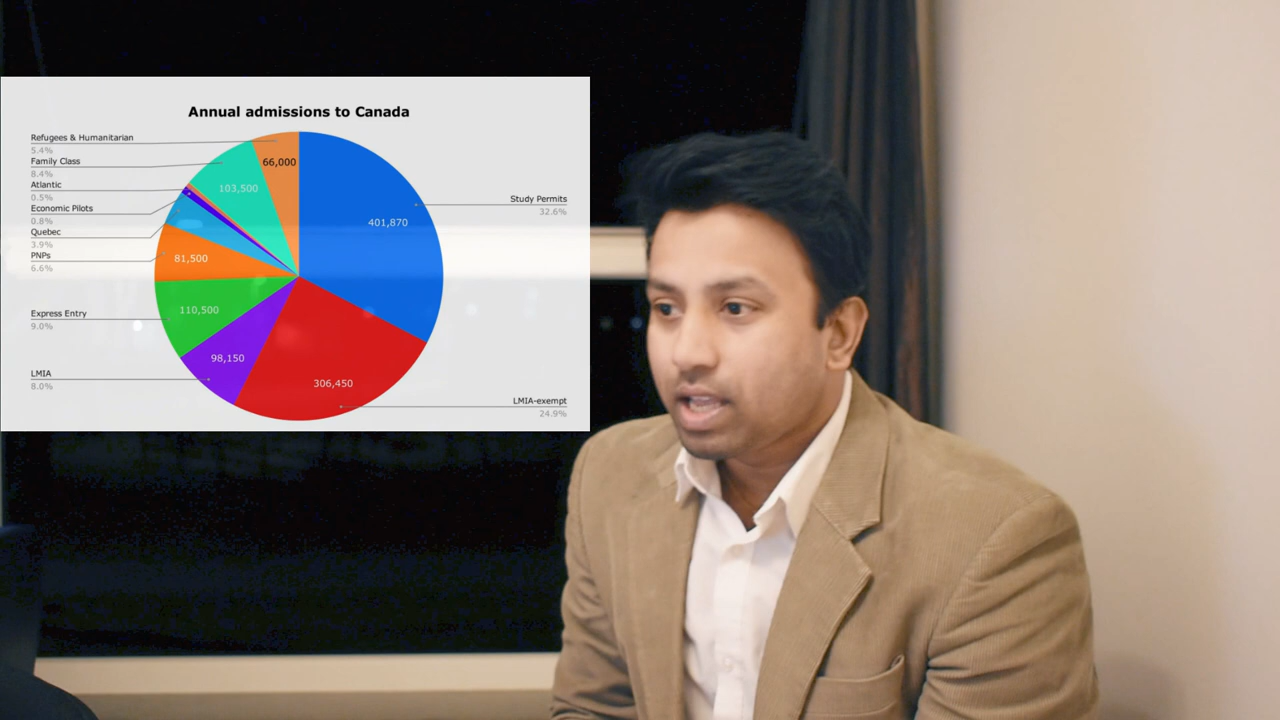 Annual admissions to Canada
Refugees & Humanitarian
5.4%
Family Class
8.4%
Atlantic
0.5%
Economic Pilots
0.8%
Quebec
3.9%
PNPs
6.6%
Express Entry
9.0%
LMIA
8.0%
Study Permits
32.6%
LMIA-exempt
24.9%
66,000
103,500
401,870
81,500
110,500
98,150
306,450